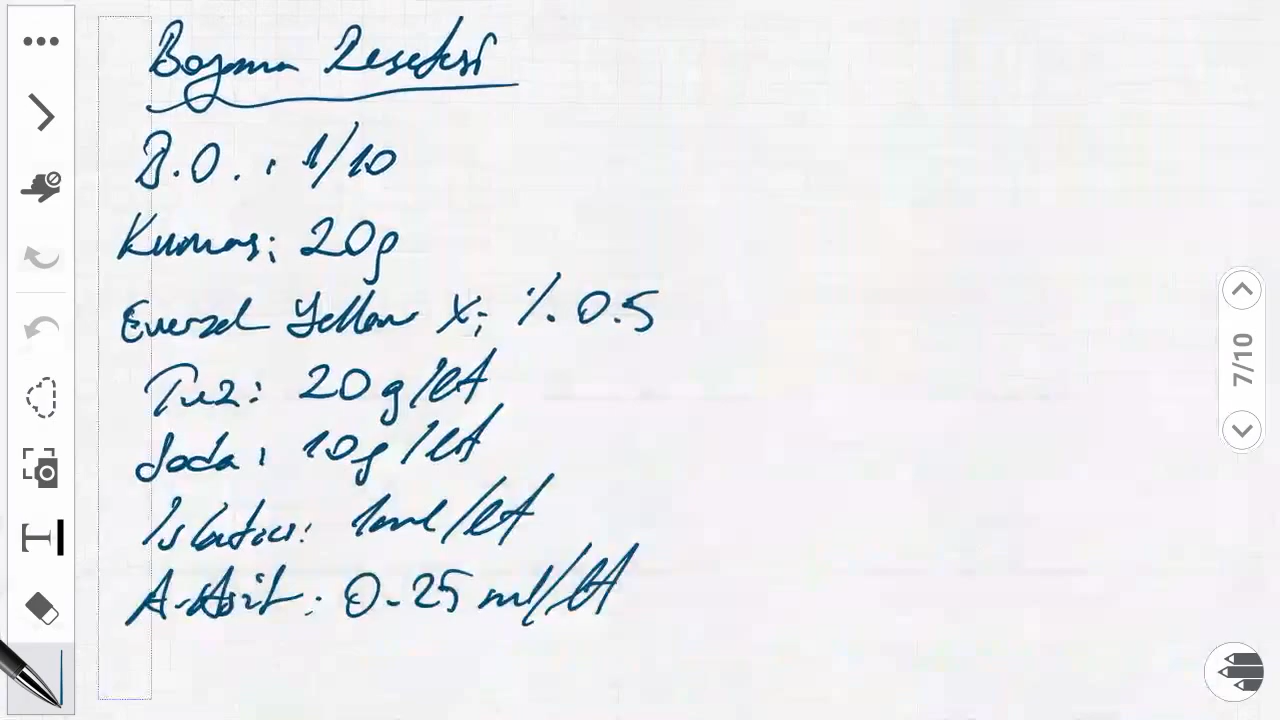 Boyama Reçetesi
B.O. : 1/10
Kumaş: 20g
Everzol Yellow X: %0.5
Tuz: 20 g/lt
Soda: 10g/lt
Islatıcı: 1ml/lt
A-Asit: 0.25 ml/lt
7/10
T